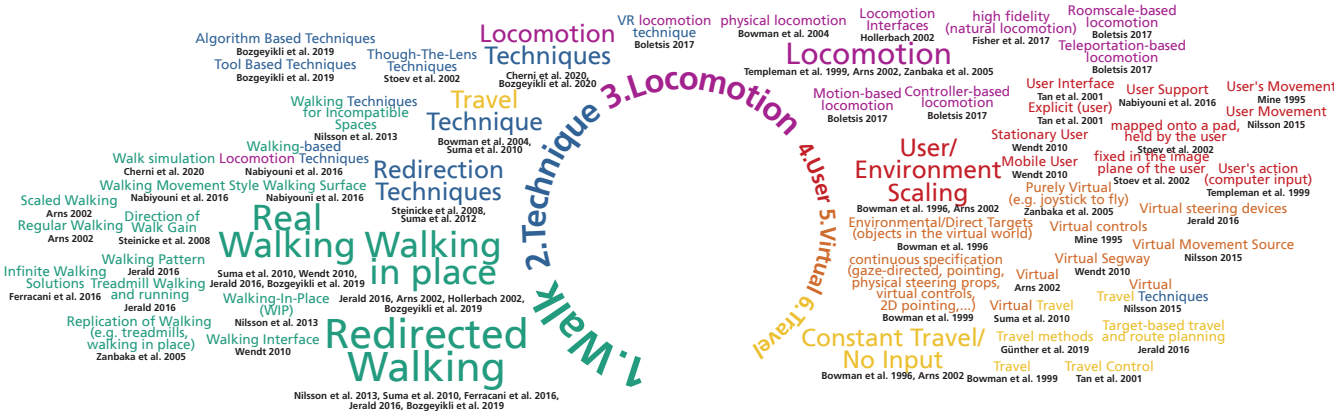 Algorithm Based Techniques
Bozgeyikli et al. 2019
Tool Based Techniques
Bozgeyikli et al. 2019
Though-The-Lens
Techniques
Stoev et al. 2002
Locomotion
Techniques
Cherni et al. 2020,
Bozgeyikli et al. 2020
Travel
Technique
Bowman et al. 2004,
Suma et al. 2010
Walking Techniques
for Incompatible
Spaces
Nilsson et al. 2013
Walking-based
Locomotion Techniques
Nabiyouni et al. 2016
Walk simulation
Cherni et al. 2020
Redirection
Techniques
Steinicke et al. 2008,
Suma et al. 2012
Walking Movement Style
Nabiyouni et al. 2016
Walking Surface
Nabiyouni et al. 2016
Scaled Walking
Arns 2002
Regular Walking
Arns 2002
Direction of
Walk Gain
Steinicke et al. 2008
Real
Walking
Suma et al. 2010, Wendt 2010,
Jerald 2016, Bozgeyikli et al. 2019
Walking
in place
Jerald 2016, Arns 2002, Hollerbach 2002,
Bozgeyikli et al. 2019
Walking Pattern
Jerald 2016
Infinite Walking
Solutions
Ferracani et al. 2016
Treadmill Walking
and running
Jerald 2016
Walking-In-Place
(WIP)
Nilsson et al. 2013
Replication of Walking
(e.g. treadmills,
walking in place)
Zanbaka et al. 2005
Walking Interface
Wendt 2010
Redirected
Walking
Nilsson et al. 2013, Suma et al. 2010, Ferracani et al. 2016,
Jerald 2016, Bozgeyikli et al. 2019
1.Walk
2.Technique
3.Locomotion
4.User
5.Virtual
6.Travel
VR locomotion
technique
Boletsis 2017
physical locomotion
Bowman et al. 2004
Locomotion
Interfaces
Hollerbach 2002
high fidelity
(natural locomotion)
Fisher et al. 2017
Roomscale-based
locomotion
Boletsis 2017
Teleportation-based
locomotion
Boletsis 2017
Locomotion
Templeman et al. 1999, Arns 2002, Zanbaka et al. 2005
Motion-based
locomotion
Boletsis 2017
Controller-based
locomotion
Boletsis 2017
User Interface
Tan et al. 2001
Explicit (user)
Tan et al. 2001
User Support
Nabiyouni et al. 2016
User's Movement
Mine 1995
User Movement
Nilsson 2015
Stationary User
Wendt 2010
mapped onto a pad,
held by the user
Stoev et al. 2002
User/
Environment
Scaling
Bowman et al. 1996, Arns 2002
Mobile User
Wendt 2010
fixed in the image
plane of the user
Stoev et al. 2002
User's action
(computer input)
Templeman et al. 1999
Purely Virtual
(e.g. joystick to fly)
Zanbaka et al. 2005
Virtual steering devices
Jerald 2016
Environmental/Direct Targets
(objects in the virtual world)
Bowman et al. 1996
Virtual controls
Mine 1995
Virtual Movement Source
Nilsson 2015
continuous specification
(gaze-directed, pointing,
physical steering props,
virtual controls,
2D pointing,...)
Bowman et al. 1999
Virtual Segway
Wendt 2010
Virtual
Arns 2002
Virtual
Travel Techniques
Nilsson 2015
Virtual Travel
Suma et al. 2010
Constant Travel/
No Input
Bowman et al. 1996, Arns 2002
Travel methods
Günther et al. 2019
Target-based travel
and route planning
Jerald 2016
Travel
Bowman et al. 1999
Travel Control
Tan et al. 2001